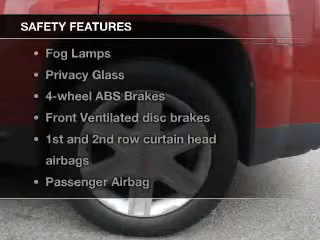 SAFETY FEATURES
• Fog Lamps
• Privacy Glass
• 4-wheel ABS Brakes
• Front Ventilated disc brakes
• 1st and 2nd row curtain head
airbags
• Passenger Airbag